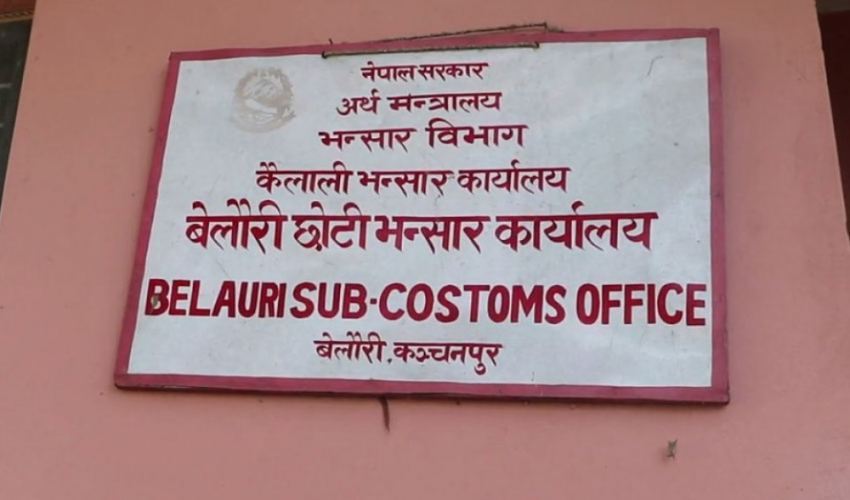 नेपाल सरकार
अर्थ मन्त्रालय
भन्सार विभाग
कैलाली भन्सार कार्यालय
बेलौरी छोटी भन्सार कार्यालय
BELAURI SUB-COSTOMS OFFICE
बेलौरी, कञ्चनपुर